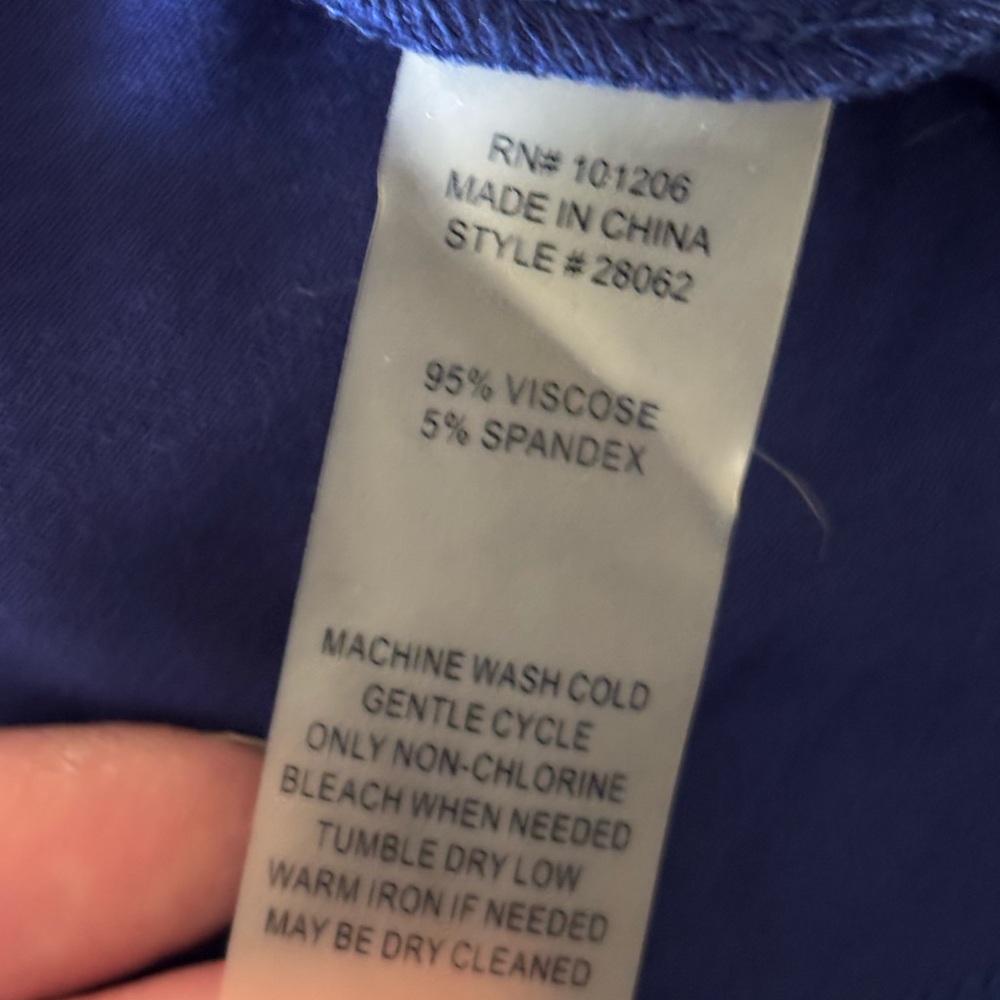 RN# 101206
MADE IN CHINA
STYLE # 28062
95% VISCOSE
5% SPANDEX
MACHINE WASH COLD
GENTLE CYCLE
ONLY NON-CHLORINE
BLEACH WHEN NEEDED
TUMBLE DRY LOW
WARM IRON IF NEEDED
MAY BE DRY CLEANED